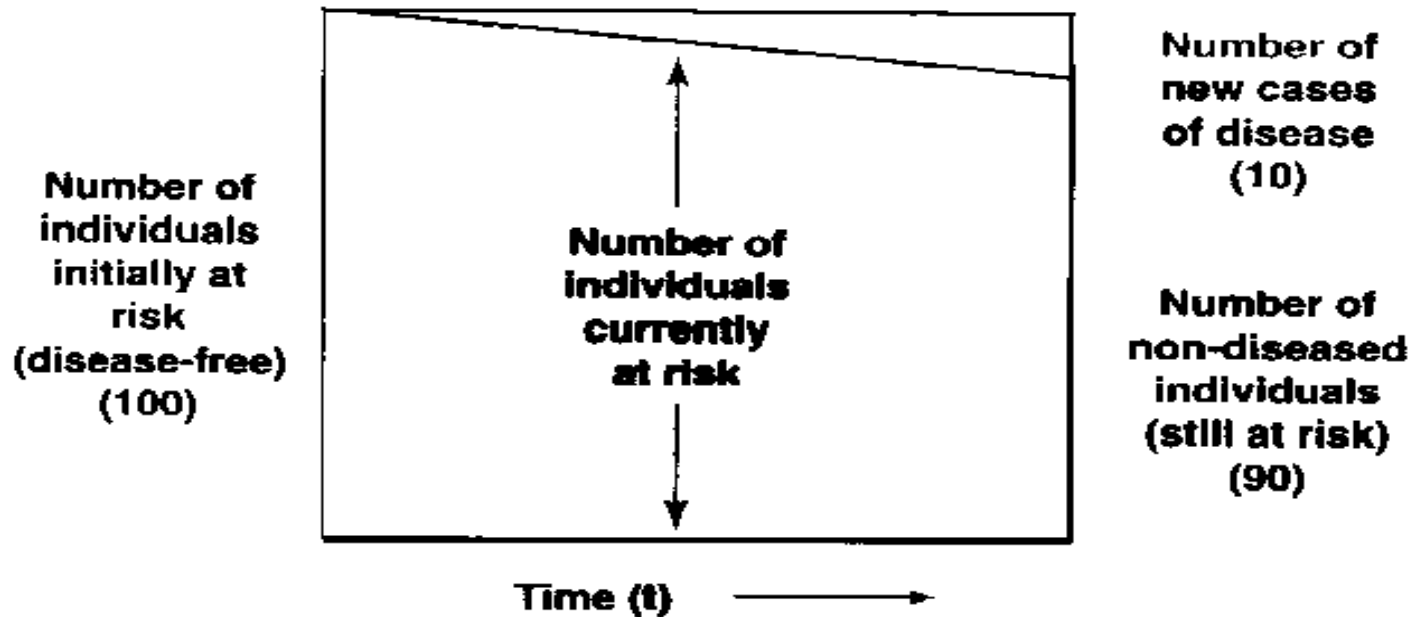 Number of
individuals
initially at
risk
(disease-free)
(100)
Number of
individuals
currently
at risk
Number of
new cases
of disease
(10)
Number of
non-diseased
individuals
(still at risk)
(90)
Time (t)